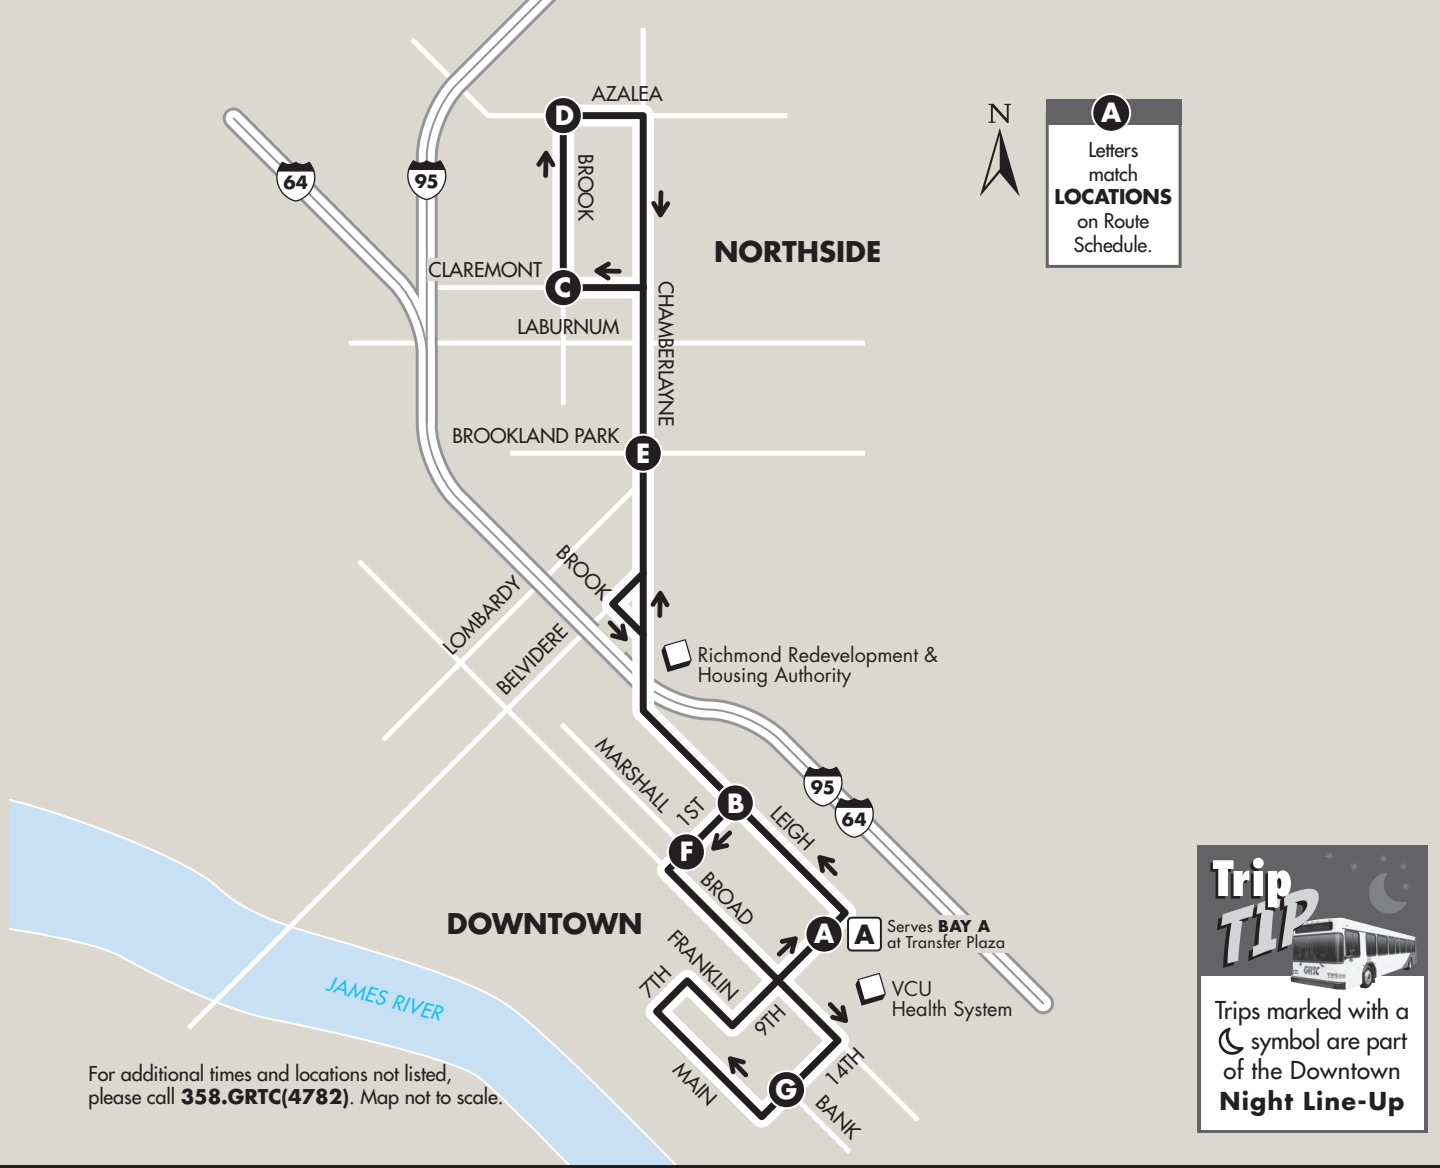 AZALEA
D
N
A
Letters
match
LOCATIONS
on Route
Schedule.
64
95
BROOK
NORTHSIDE
CLAREMONT
C
CHAMBERLAYNE
LABURNUM
BROOKLAND PARK
E
BROOK
LOMBARDY
BELVIDERE
Richmond Redevelopment &
Housing Authority
MARSHALL
1ST
B
LEIGH
95
64
F
BROAD
DOWNTOWN
A
A
Serves BAY A
at Transfer Plaza
FRANKLIN
7TH
9TH
VCU
Health System
JAMES RIVER
MAIN
14TH
G
BANK
For additional times and locations not listed,
please call 358.GRTC(4782). Map not to scale.
Trip
TIP
GRTC
Trips marked with a
symbol are part
of the Downtown
Night Line-Up